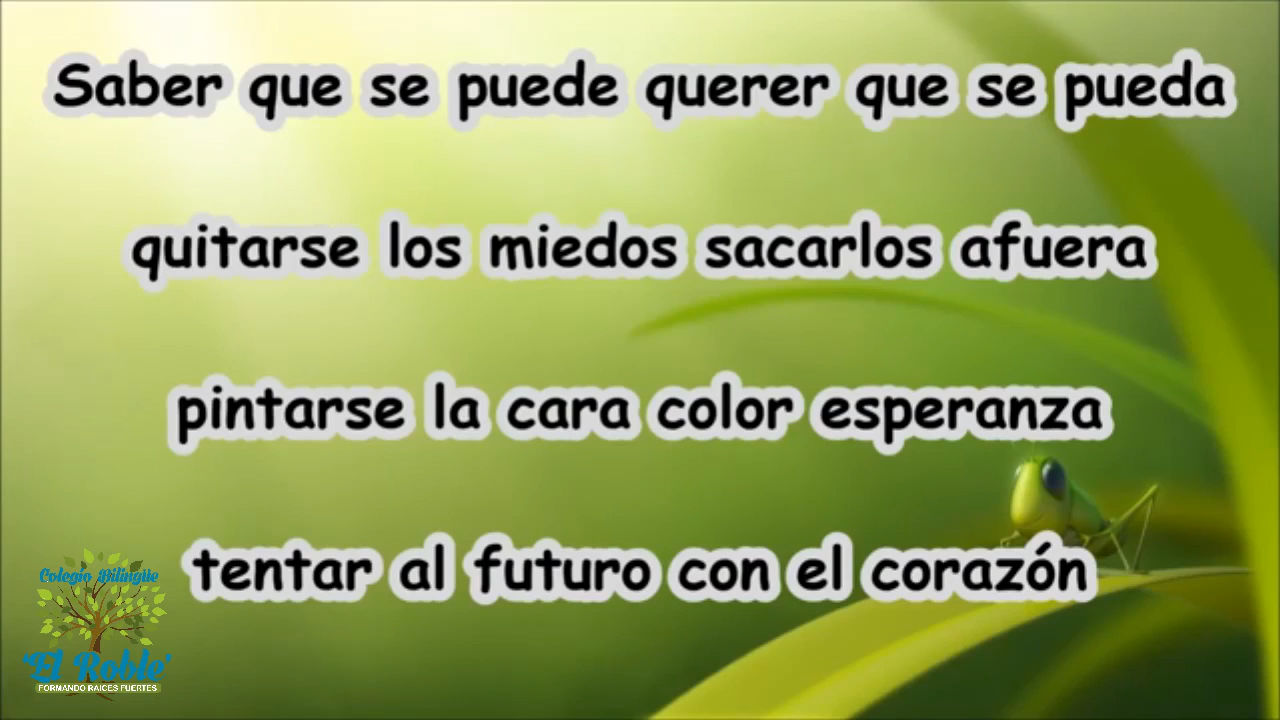 Saber que se puede querer que se pueda
quitarse los miedos sacarlos afuera
pintarse la cara color esperanza
tentar al futuro con el corazón
Colegio Bilingüe
'El Roble'
FORMANDO RAICES FUERTES